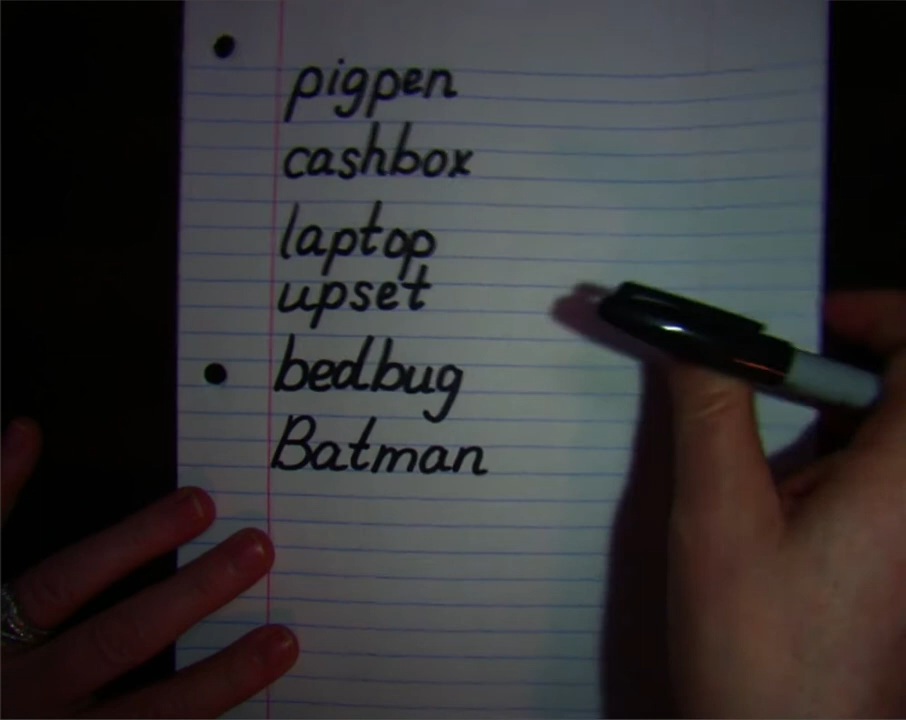 pigpen
cashbox
laptop
upset
bedbug
Batman